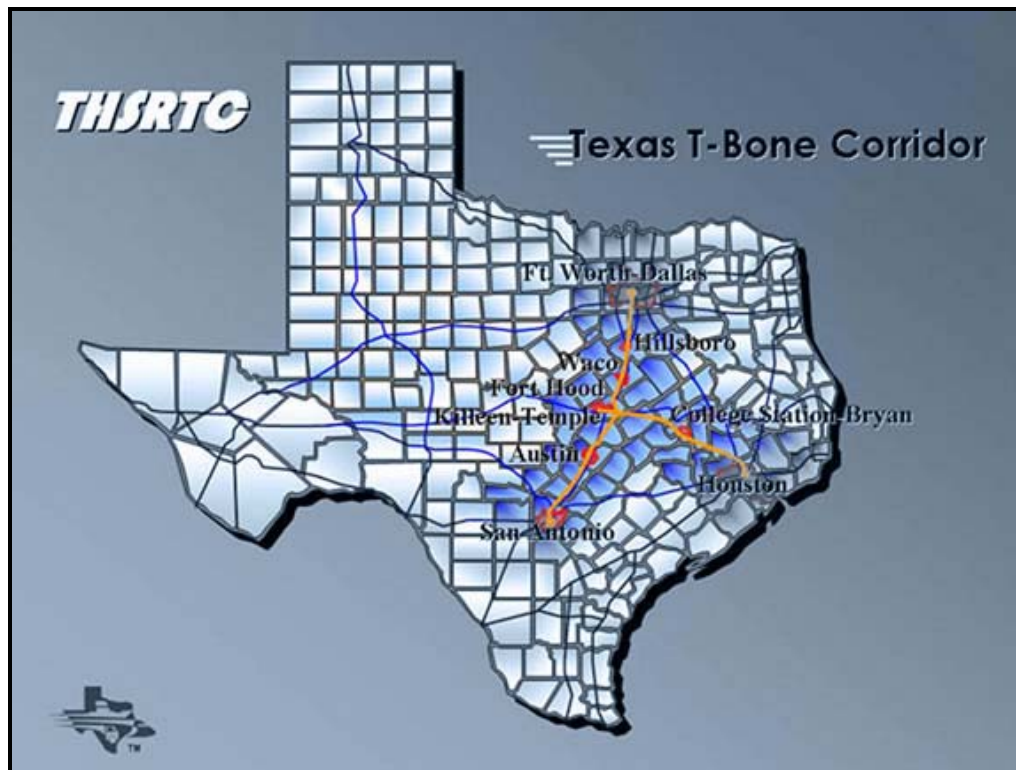 THSRTC
Texas T-Bone Corridor
Ft. Worth-Dallas
Hillsboro
Waco
Fort Hood
Killeen-Temple
College Station-Bryan
Austin
Houston
San Antonio
TM